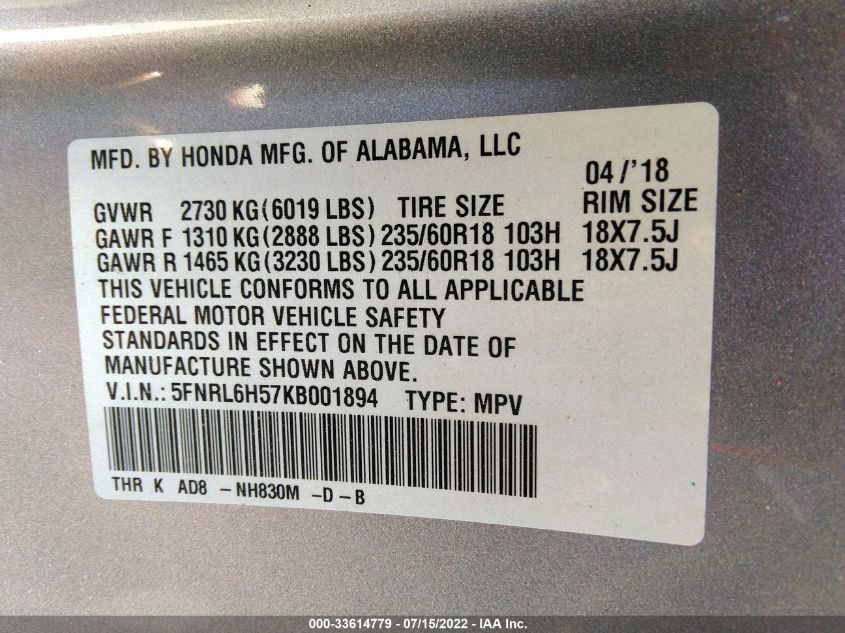 MFD. BY HONDA MFG. OF ALABAMA, LLC
04/'18
GVWR 2730 KG(6019 LBS) TIRE SIZE RIM SIZE
GAWR F 1310 KG(2888 LBS) 235/60R18 103H 18X7.5J
GAWR R 1465 KG(3230 LBS) 235/60R18 103H 18X7.5J
THIS VEHICLE CONFORMS TO ALL APPLICABLE
FEDERAL MOTOR VEHICLE SAFETY
STANDARDS IN EFFECT ON THE DATE OF
MANUFACTURE SHOWN ABOVE.
V.I.N.: 5FNRL6H57KB001894 TYPE: MPV
THR K AD8 -NH830M -D-B
000-33614779 - 07/15/2022 - IAA Inc.